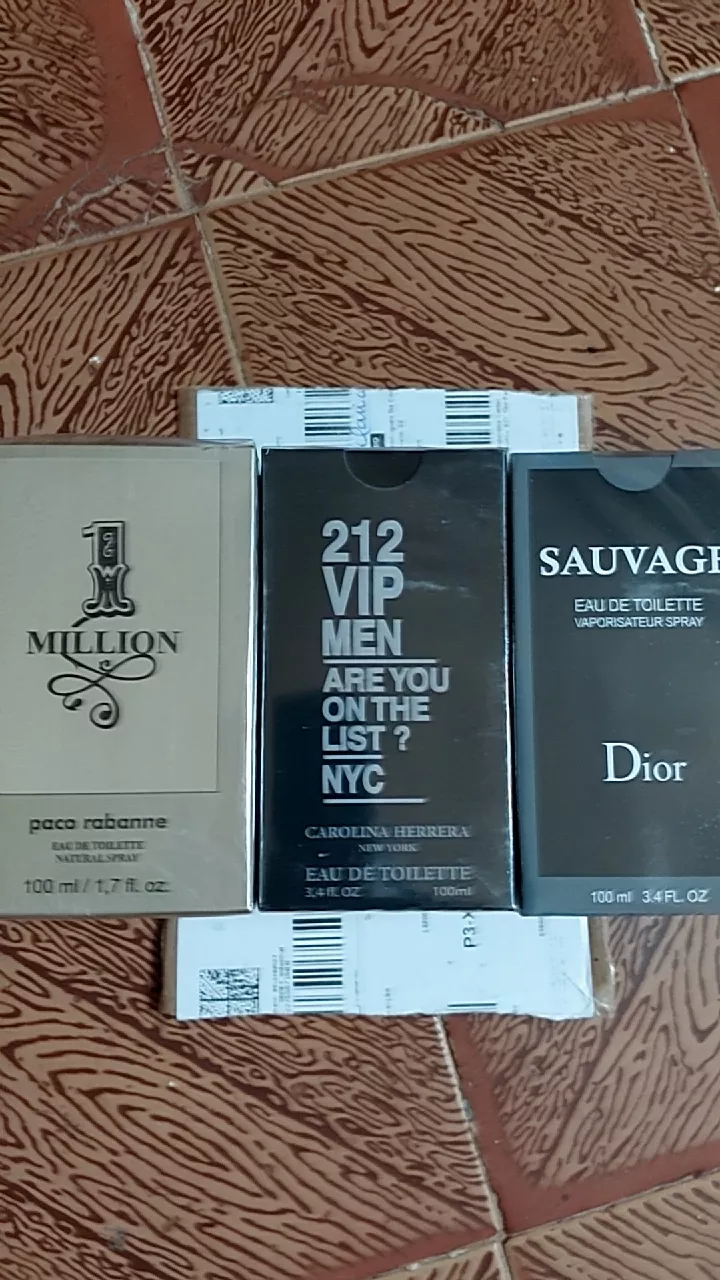 1
MILLION
paco rabanne
EAU DE TOILETTE
NATURAL SPRAY
100 ml / 1,7 fl. oz.
212
VIP
MEN
ARE YOU
ON THE
LIST ?
NYC
CAROLINA HERRERA
NEW YORK
EAU DE TOILETTE
3,4 fl. OZ 100ml
SAUVAGE
EAU DE TOILETTE
VAPORISATEUR SPRAY
Dior
100 ml 3.4 FL. OZ